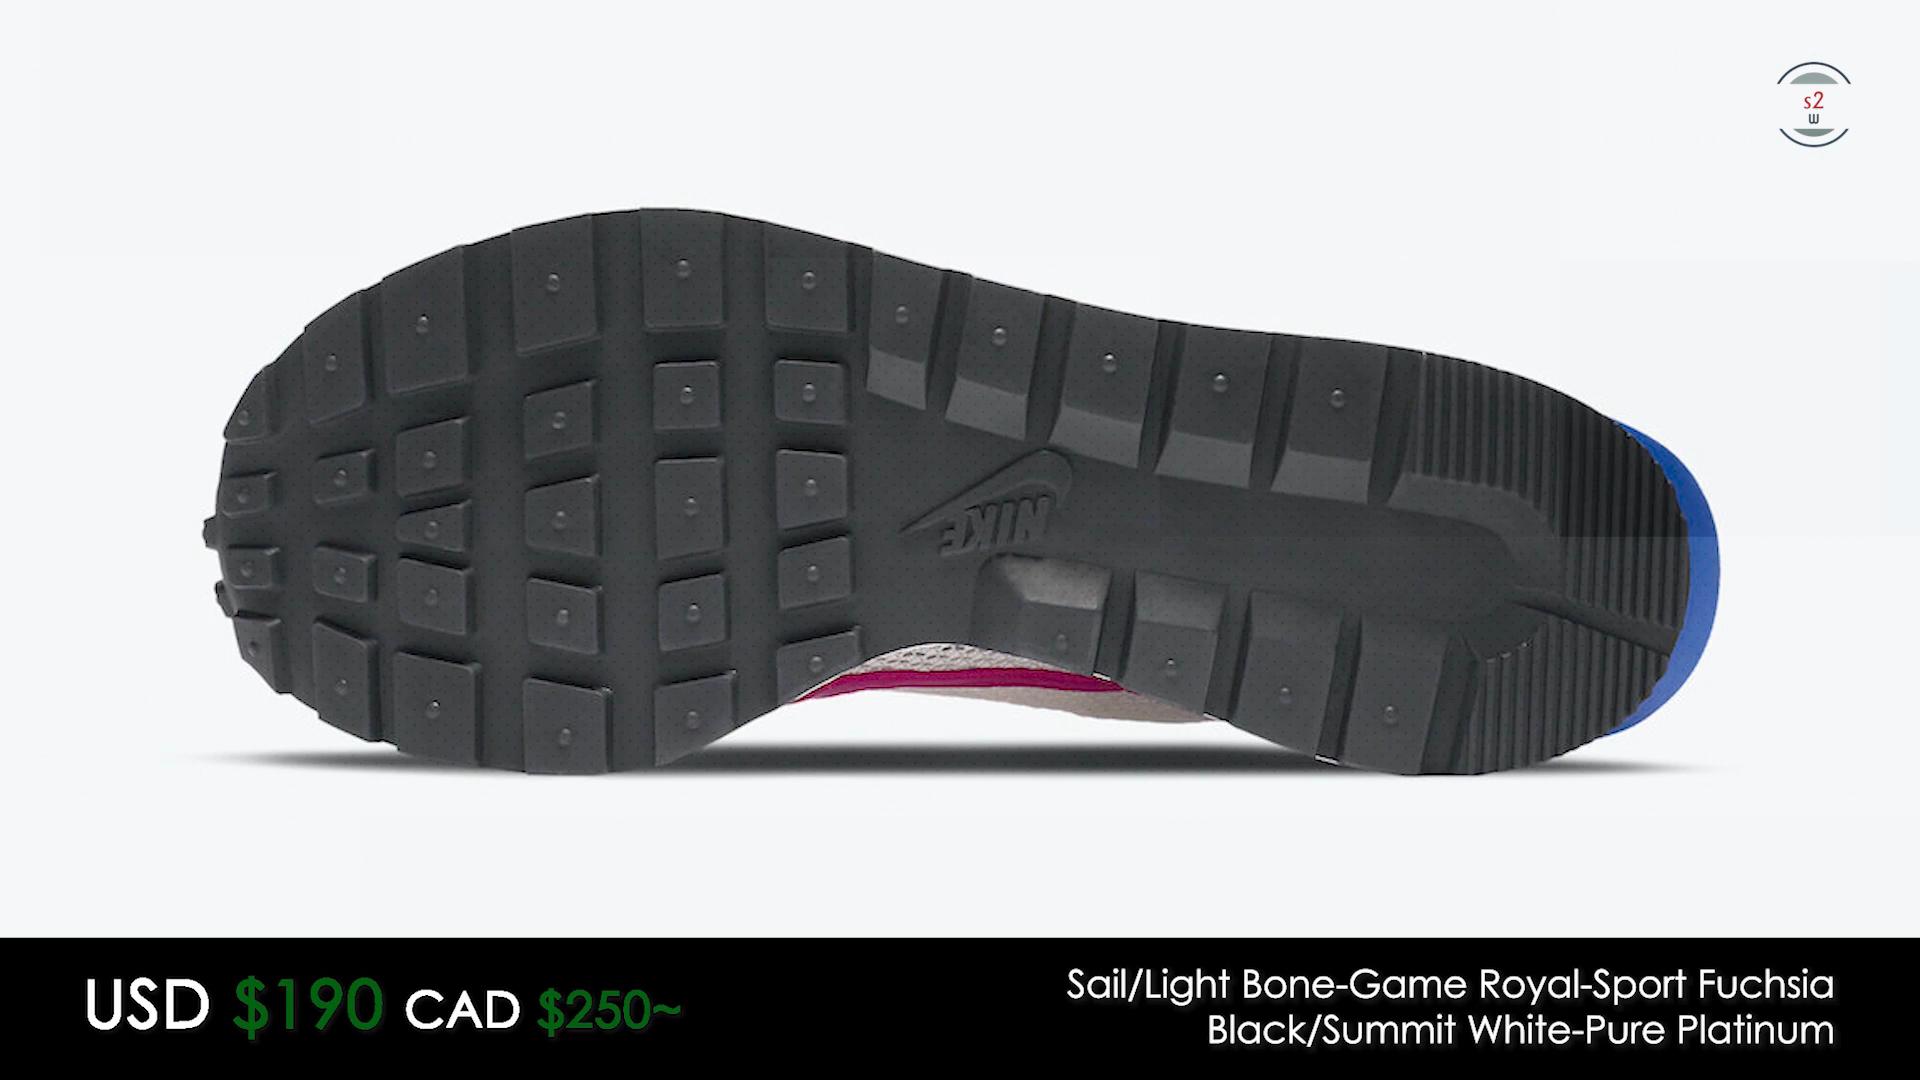 s2
w
NIKE
USD $190 CAD $250~
Sail/Light Bone-Game Royal-Sport Fuchsia
Black/Summit White-Pure Platinum